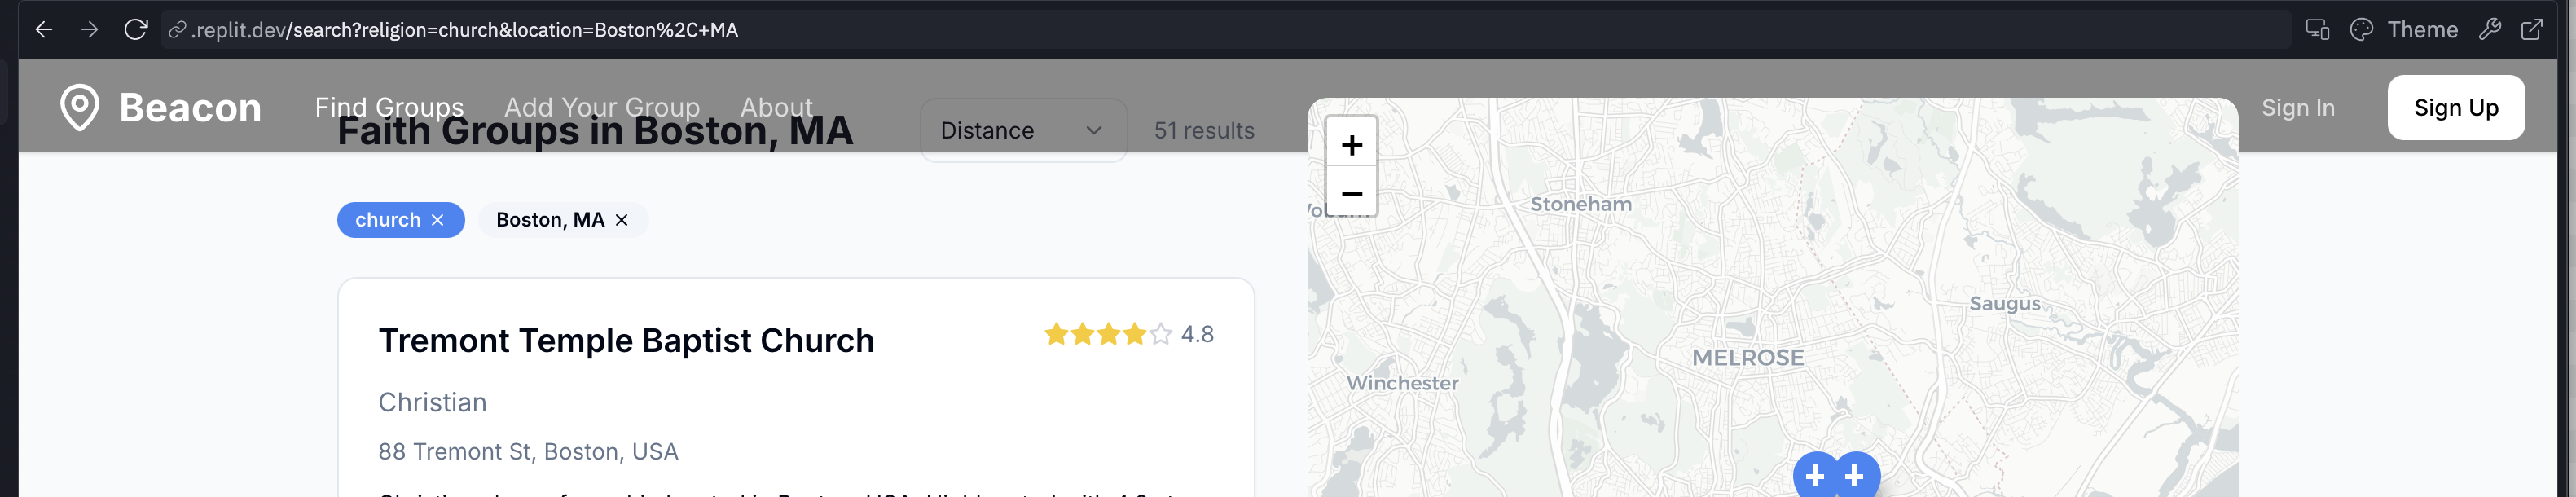 .replit.dev/search?religion=church&location=Boston%2C+MA
Theme
Beacon
Find Groups
Add Your Group
About
Sign In
Sign Up
Faith Groups in Boston, MA
Distance
51 results
church ×
Boston, MA ×
Tremont Temple Baptist Church
4.8
Christian
88 Tremont St, Boston, USA
+
−
Stoneham
Saugus
MELROSE
Winchester